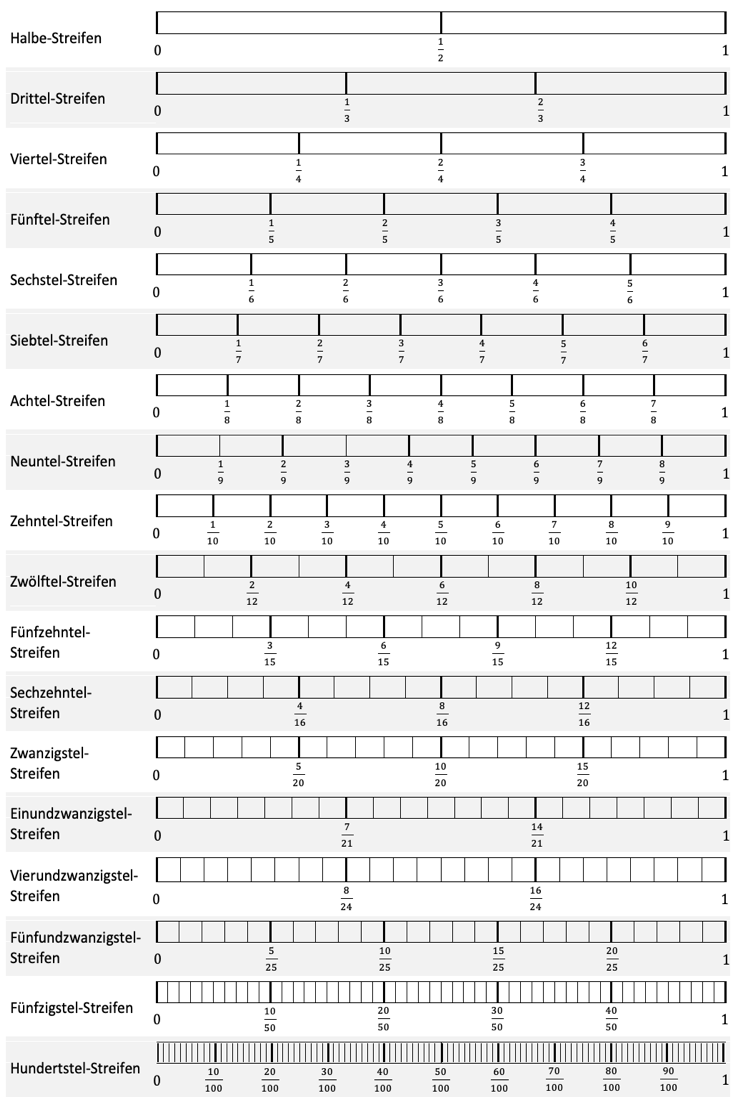 Halbe-Streifen
0 1/2 1
Drittel-Streifen
0 1/3 2/3 1
Viertel-Streifen
0 1/4 2/4 3/4 1
Fünftel-Streifen
0 1/5 2/5 3/5 4/5 1
Sechstel-Streifen
0 1/6 2/6 3/6 4/6 5/6 1
Siebtel-Streifen
0 1/7 2/7 3/7 4/7 5/7 6/7 1
Achtel-Streifen
0 1/8 2/8 3/8 4/8 5/8 6/8 7/8 1
Neuntel-Streifen
0 1/9 2/9 3/9 4/9 5/9 6/9 7/9 8/9 1
Zehntel-Streifen
0 1/10 2/10 3/10 4/10 5/10 6/10 7/10 8/10 9/10 1
Zwölftel-Streifen
0 2/12 4/12 6/12 8/12 10/12 1
Fünfzehntel-
Streifen
0 3/15 6/15 9/15 12/15 1
Sechzehntel-
Streifen
0 4/16 8/16 12/16 1
Zwanzigstel-
Streifen
0 5/20 10/20 15/20 1
Einundzwanzigstel-
Streifen
0 7/21 14/21 1
Vierundzwanzigstel-
Streifen
0 8/24 16/24 1
Fünfundzwanzigstel-
Streifen
0 5/25 10/25 15/25 20/25 1
Fünfzigstel-Streifen
0 10/50 20/50 30/50 40/50 1
Hundertstel-Streifen
0 10/100 20/100 30/100 40/100 50/100 60/100 70/100 80/100 90/100 1